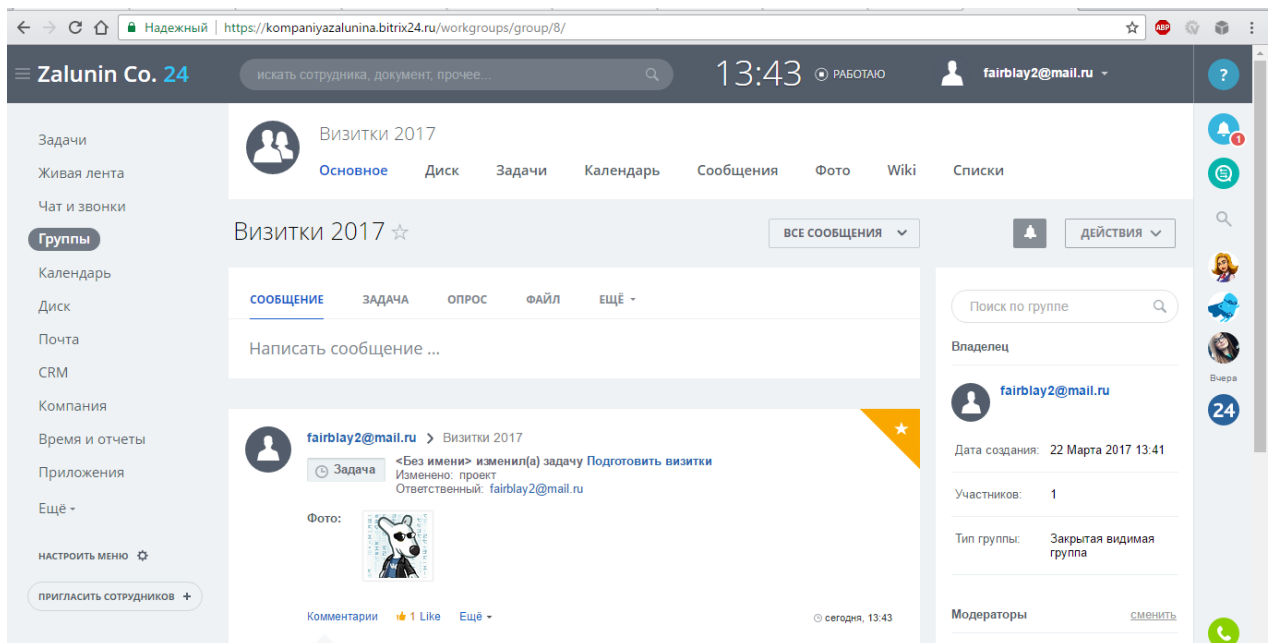 Надежный | https://kompaniyazalunina.bitrix24.ru/workgroups/group/8/
ABP
Zalunin Co. 24
искать сотрудника, документ, прочее...
13:43 РАБОТАЮ
fairblay2@mail.ru
?
Задачи
Живая лента
Чат и звонки
Группы
Календарь
Диск
Почта
CRM
Компания
Время и отчеты
Приложения
Ещё
НАСТРОИТЬ МЕНЮ
ПРИГЛАСИТЬ СОТРУДНИКОВ +
Визитки 2017
Основное Диск Задачи Календарь Сообщения Фото Wiki Списки
Визитки 2017
ВСЕ СООБЩЕНИЯ
ДЕЙСТВИЯ
СООБЩЕНИЕ ЗАДАЧА ОПРОС ФАЙЛ ЕЩЁ
Написать сообщение ...
fairblay2@mail.ru > Визитки 2017
Задача
<Без имени> изменил(а) задачу Подготовить визитки
Изменено: проект
Ответственный: fairblay2@mail.ru
Фото:
Комментарии 1 Like Ещё
сегодня, 13:43
Поиск по группе
Владелец
fairblay2@mail.ru
Дата создания: 22 Марта 2017 13:41
Участников: 1
Тип группы: Закрытая видимая
группа
Модераторы сменить
1
Вчера
24